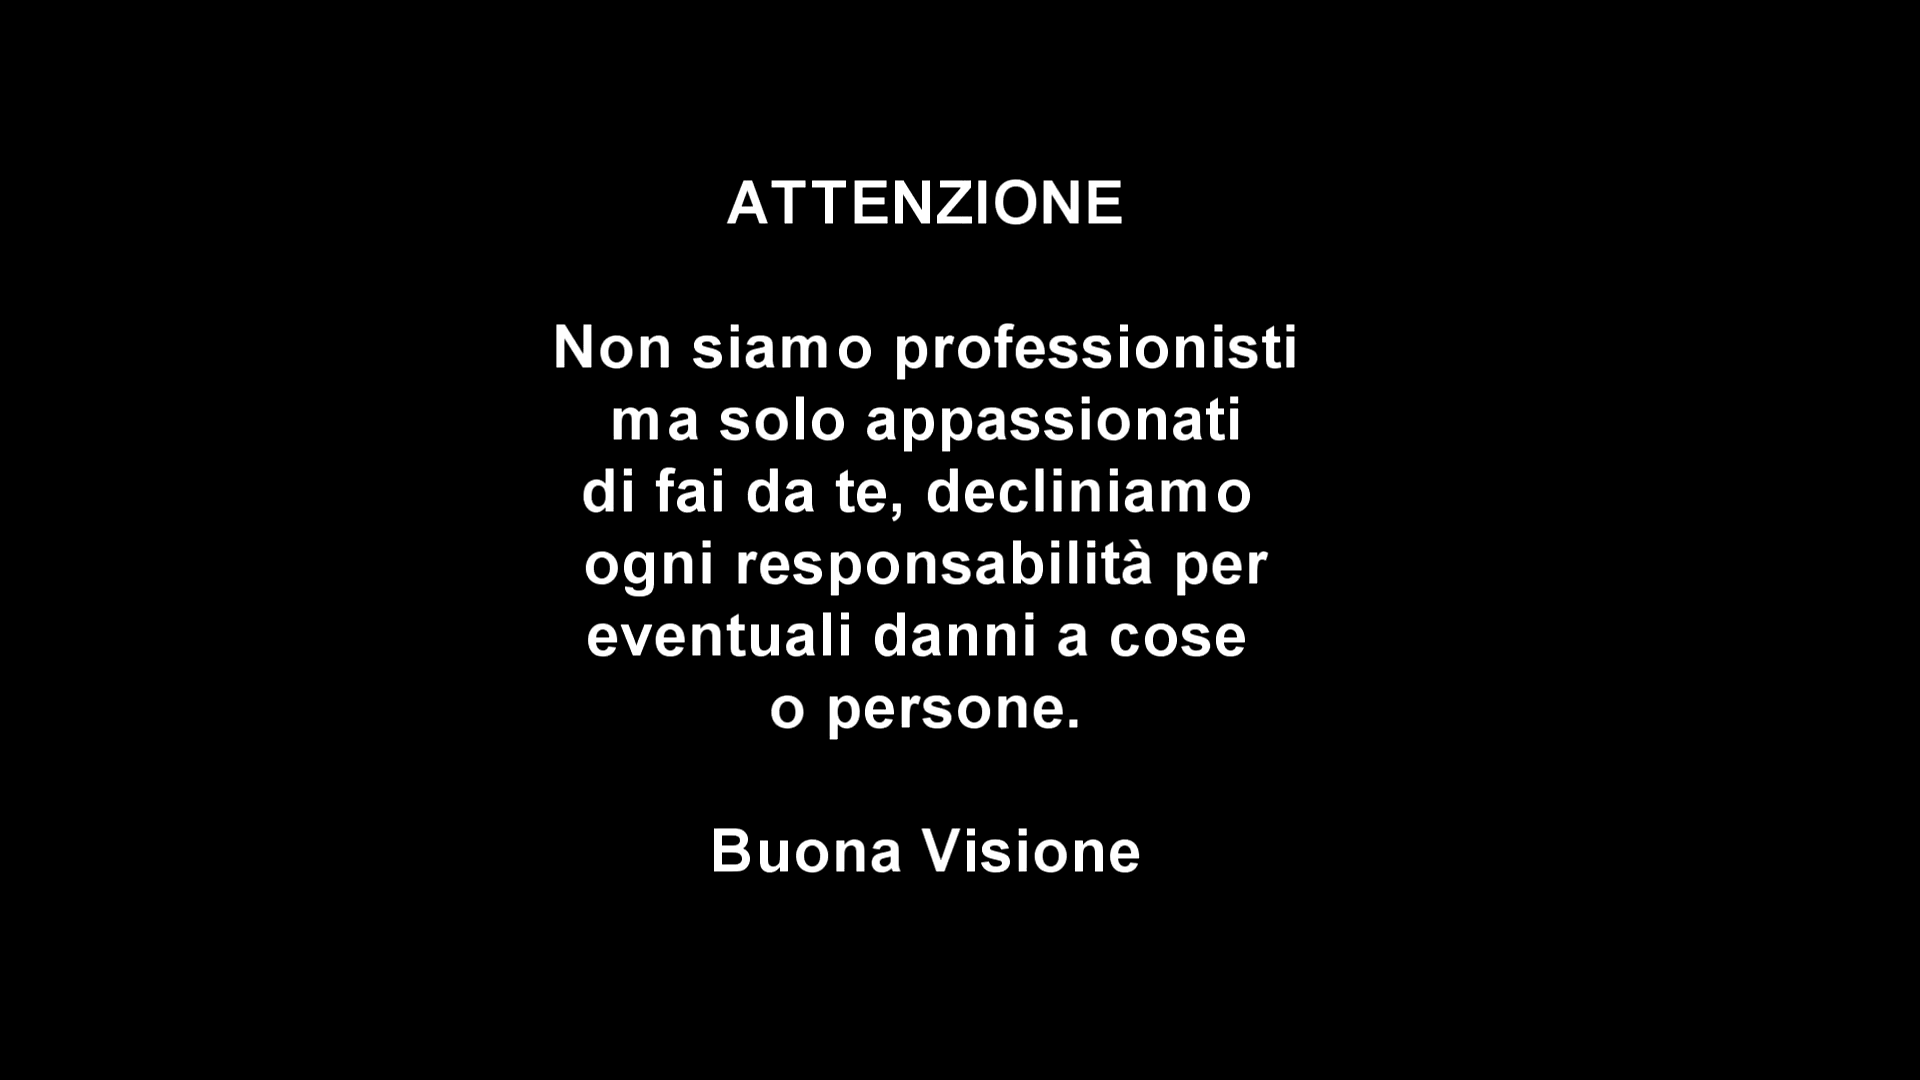 ATTENZIONE
Non siamo professionisti
ma solo appassionati
di fai da te, decliniamo
ogni responsabilità per
eventuali danni a cose
o persone.
Buona Visione